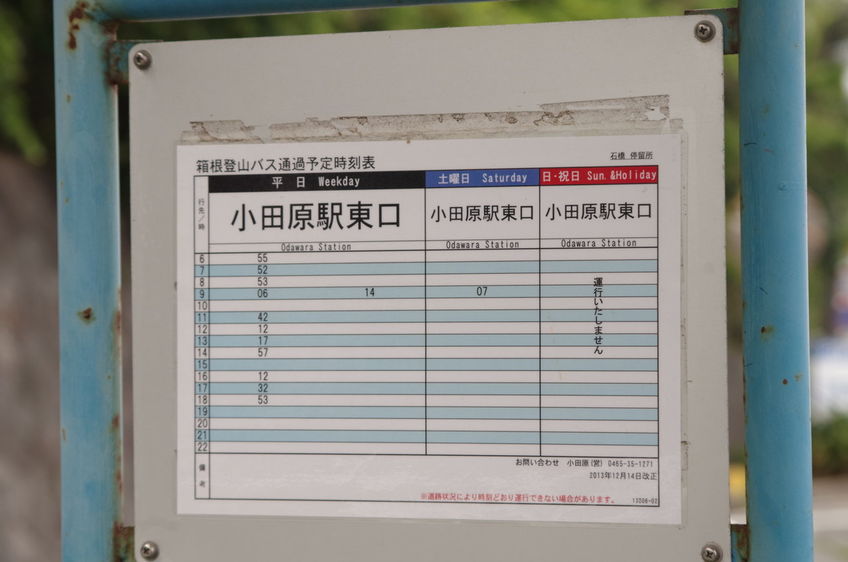 箱根登山バス通過予定時刻表
石橋 停留所
平 日 Weekday 土曜日 Saturday 日・祝日 Sun.&Holiday
行先/時 小田原駅東口 小田原駅東口 小田原駅東口
Odawara Station Odawara Station Odawara Station
6 55
7 52
8 53
9 06 14 07
10
11 42
12 12
13 17
14 57
15
16 12
17 32
18 53
19
20
21
22
運行いたしません
備考
お問い合わせ 小田原(営) 0465-35-1271
2013年12月14日改正
※道路状況により時刻どおり運行できない場合があります。
13D06-02